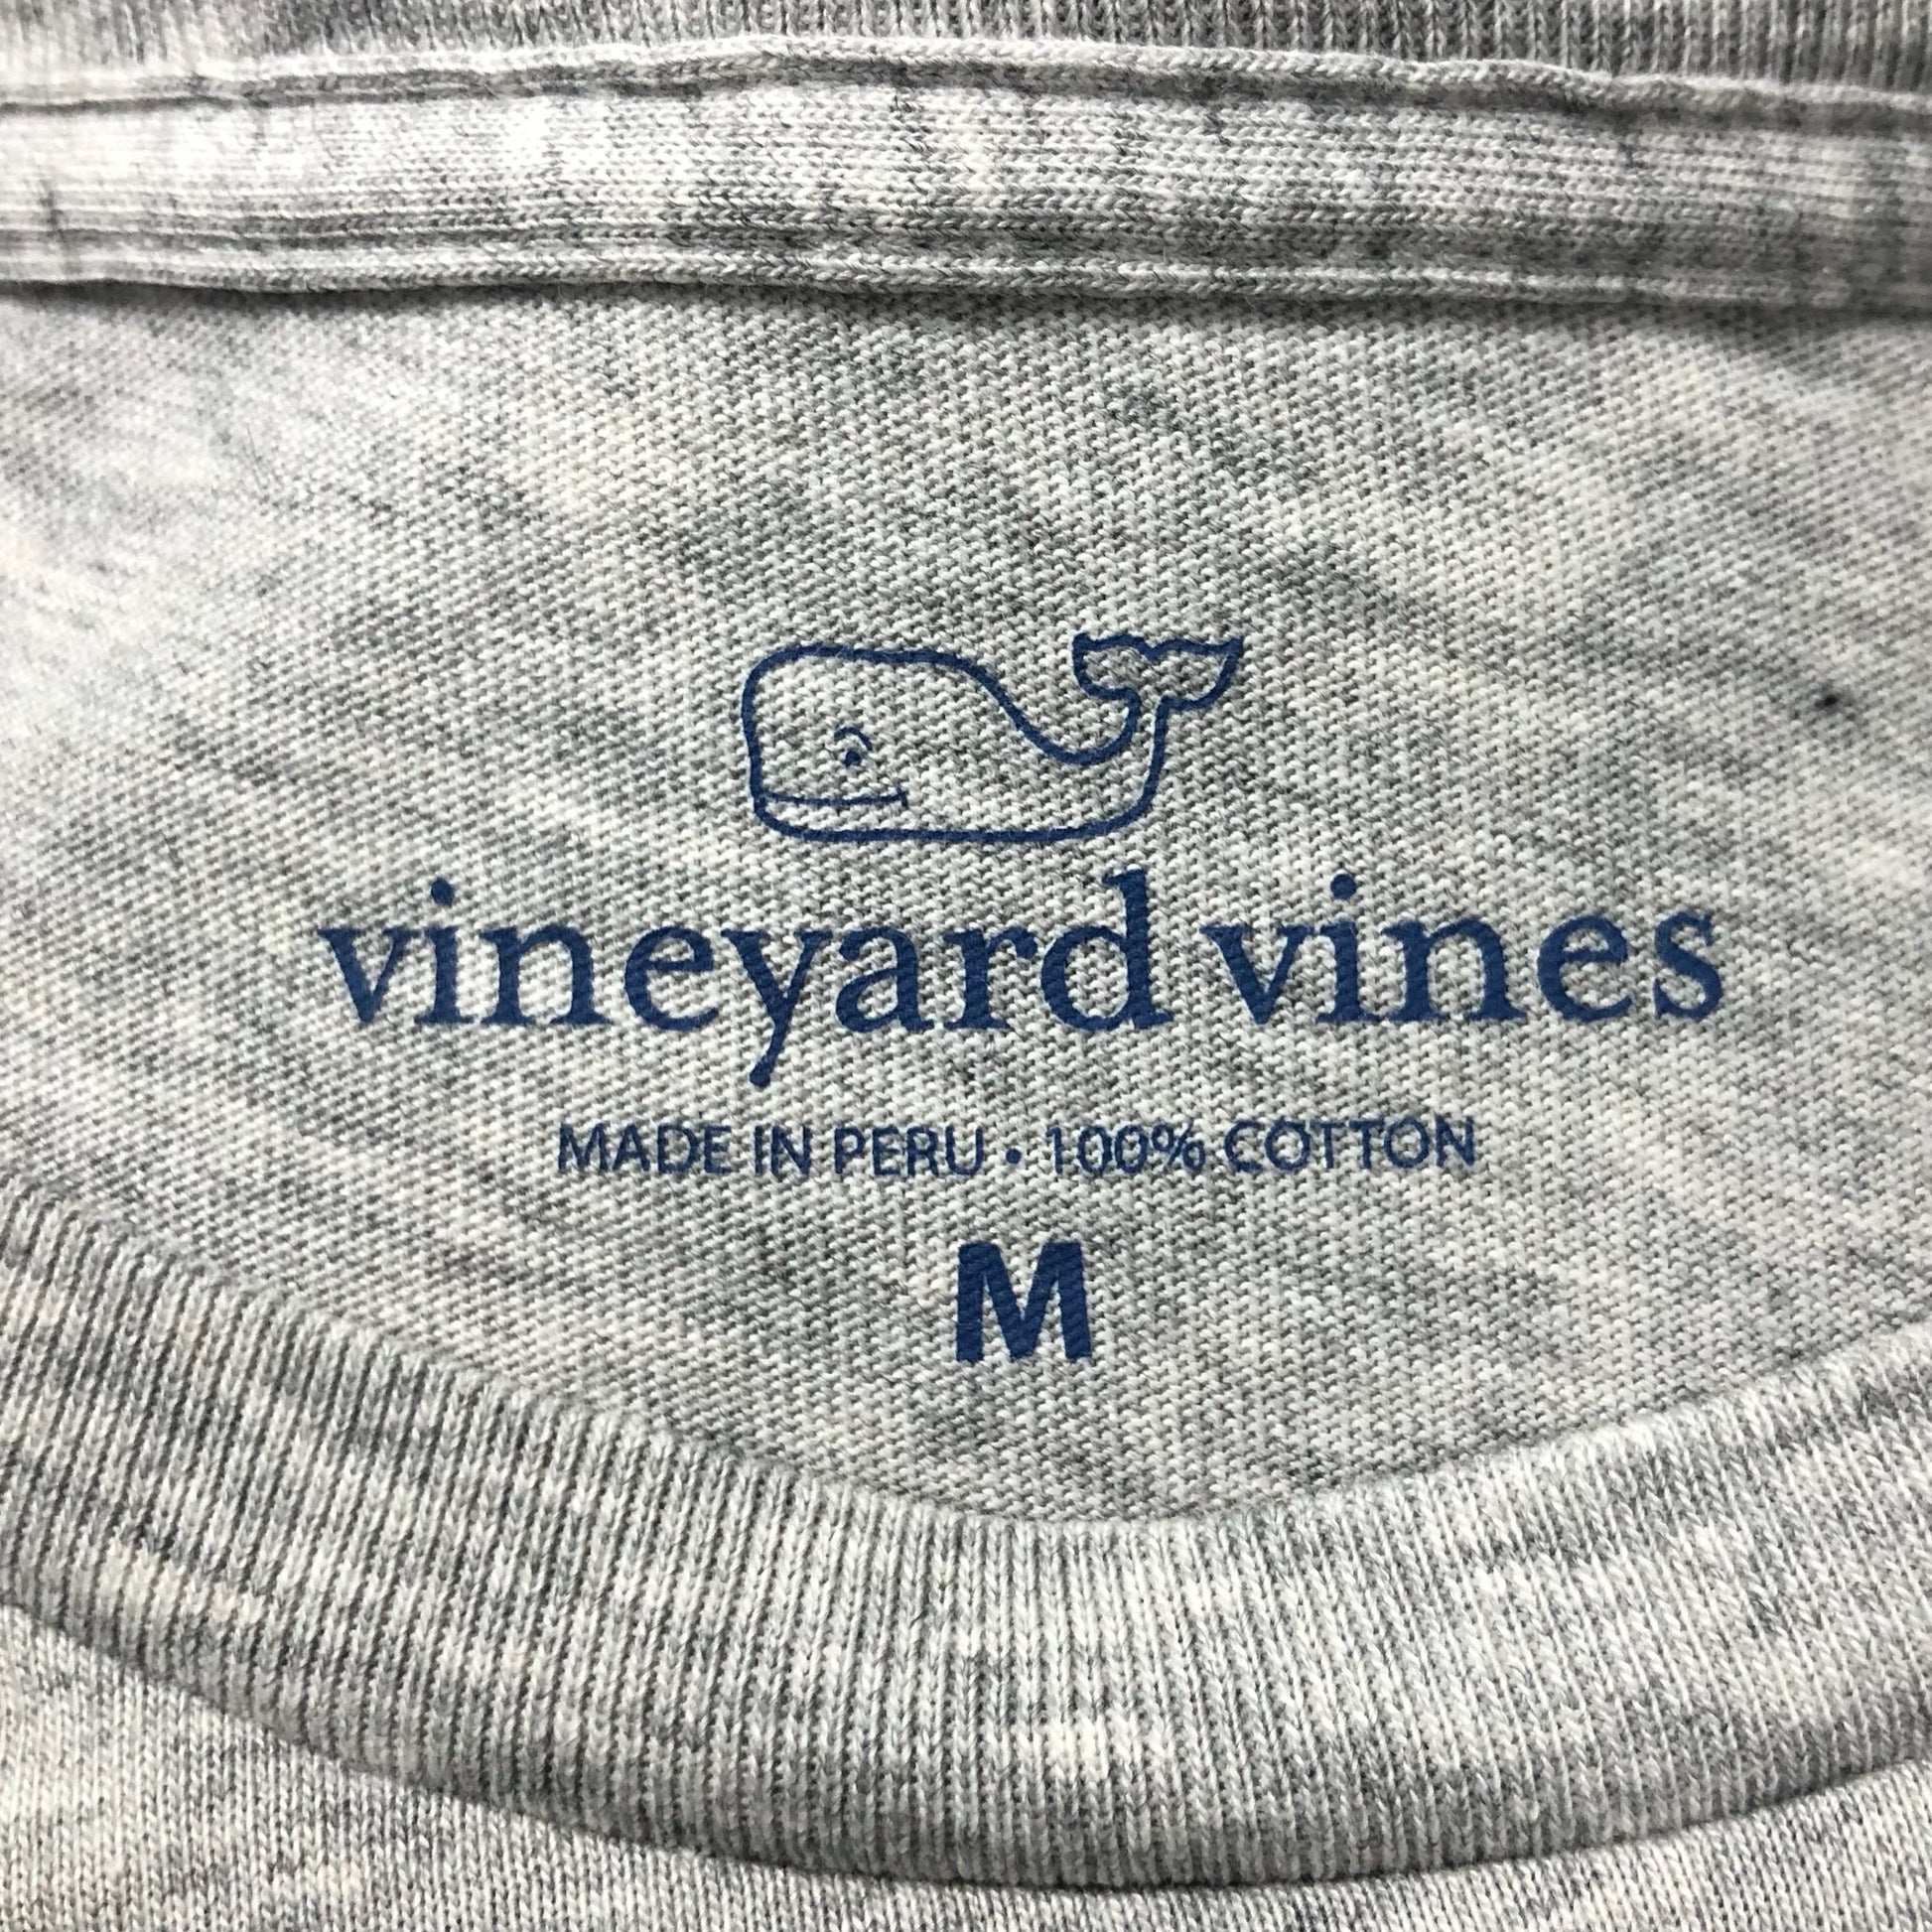 vineyard vines
MADE IN PERU • 100% COTTON
M